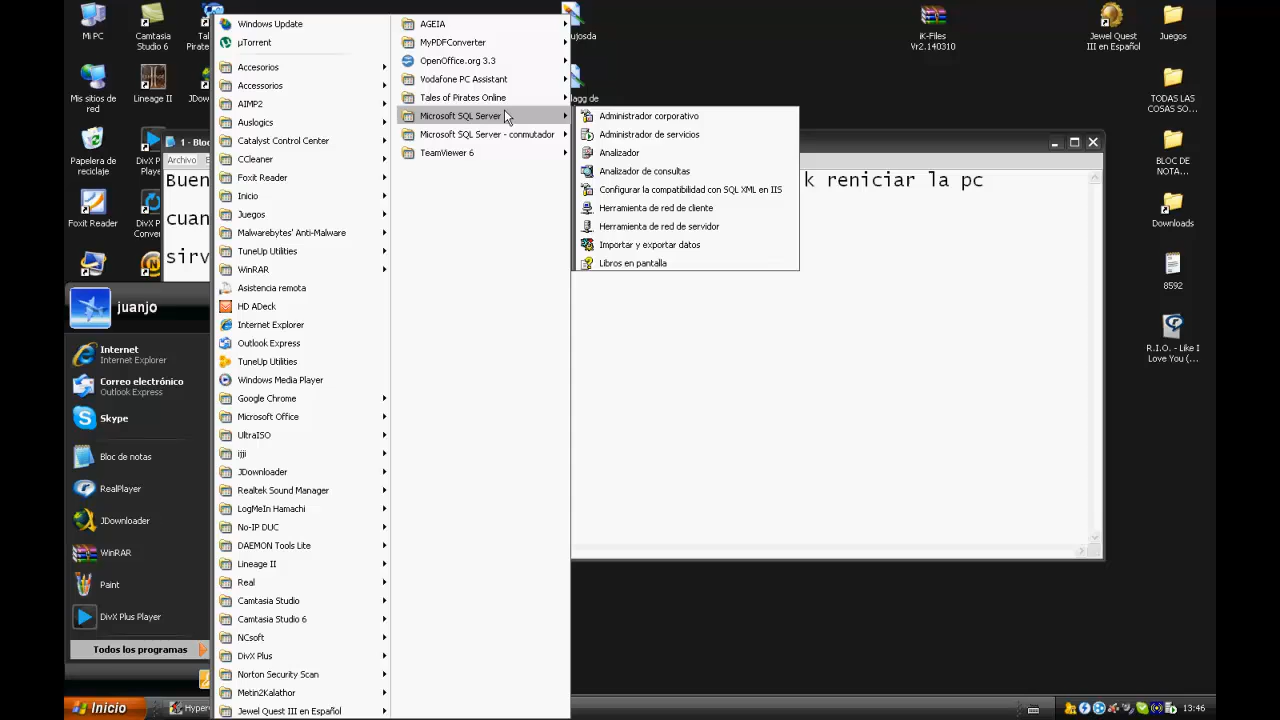 Mi PC
Camtasia
Studio 6
Mis sitios de
red
Lineage II
Papelera de
reciclaje
DivX P
Player
Foxit Reader
DivX P
Conver
Windows Update
µTorrent
Accesorios
Accessorios
AIMP2
Auslogics
Catalyst Control Center
CCleaner
Foxit Reader
Inicio
Juegos
Malwarebytes' Anti-Malware
TuneUp Utilities
WinRAR
Asistencia remota
HD ADeck
Internet Explorer
Outlook Express
TuneUp Utilities
Windows Media Player
Google Chrome
Microsoft Office
UltraISO
ijji
JDownloader
Realtek Sound Manager
LogMeIn Hamachi
No-IP DUC
DAEMON Tools Lite
Lineage II
Real
Camtasia Studio
Camtasia Studio 6
NCsoft
DivX Plus
Norton Security Scan
Metin2Kalathor
Jewel Quest III en Español
AGEIA
MyPDFConverter
OpenOffice.org 3.3
Vodafone PC Assistant
Tales of Pirates Online
Microsoft SQL Server
Microsoft SQL Server - conmutador
TeamViewer 6
Administrador corporativo
Administrador de servicios
Analizador
Analizador de consultas
Configurar la compatibilidad con SQL XML en IIS
Herramienta de red de cliente
Herramienta de red de servidor
Importar y exportar datos
Libros en pantalla
1 - Bloc
Archivo
Buen k reniciar la pc
cuan
sirv
juanjo
Internet
Internet Explorer
Correo electrónico
Outlook Express
Skype
Bloc de notas
RealPlayer
JDownloader
WinRAR
Paint
DivX Plus Player
Todos los programas
iK-Files
Vr2.140310
Jewel Quest
III en Español
Juegos
TODAS LAS
COSAS SO...
BLOC DE
NOTA...
Downloads
8592
R.I.O. - Like I
Love You (...
Inicio
13:46